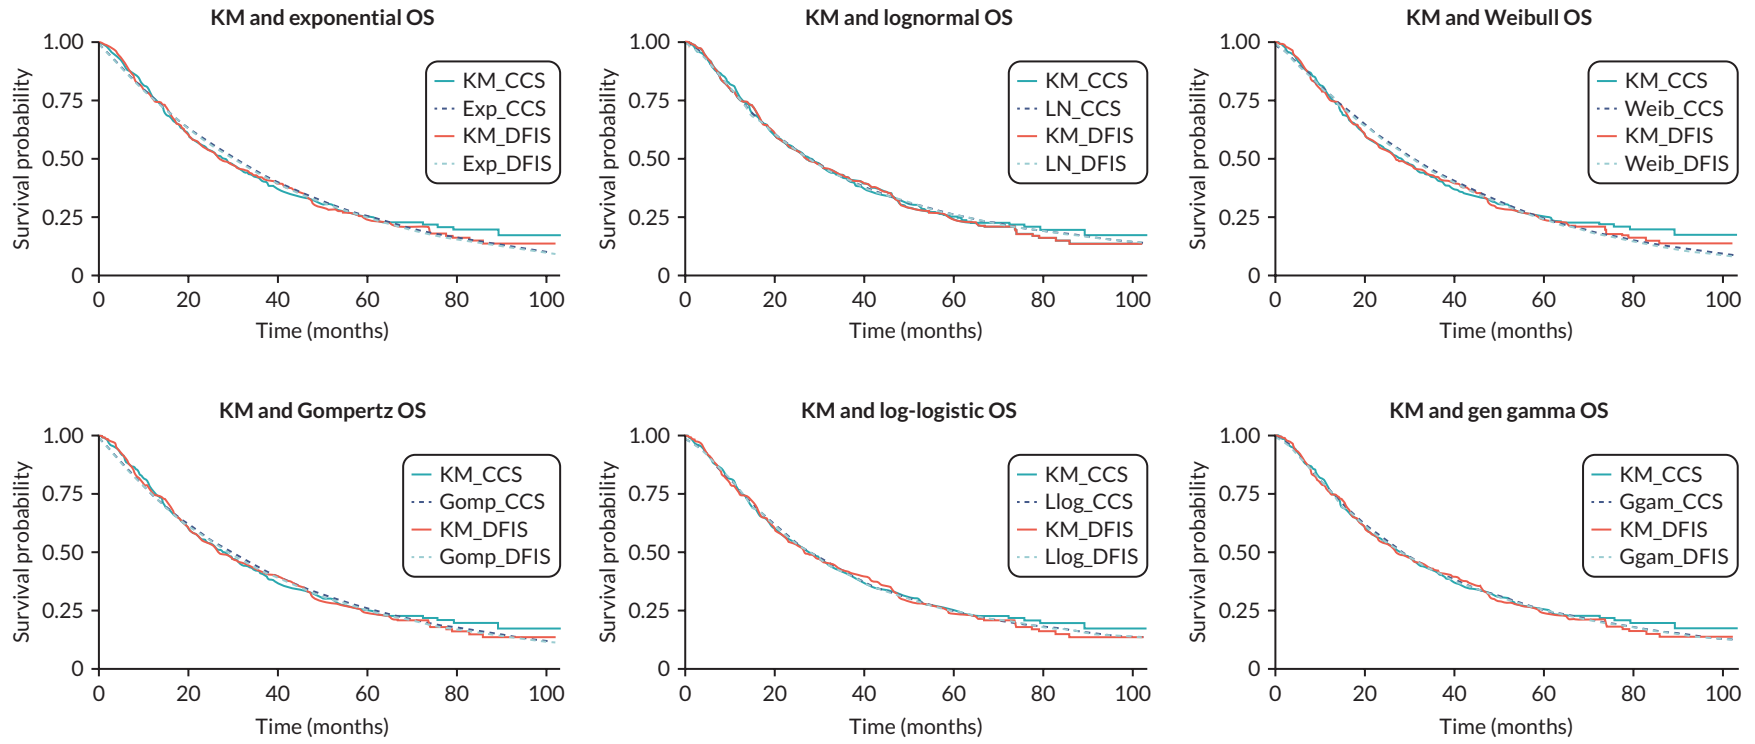 KM and exponential OS
Survival probability
1.00
0.75
0.50
0.25
0
KM_CCS
Exp_CCS
KM_DFIS
Exp_DFIS
0 20 40 60 80 100
Time (months)
KM and lognormal OS
Survival probability
1.00
0.75
0.50
0.25
0
KM_CCS
LN_CCS
KM_DFIS
LN_DFIS
0 20 40 60 80 100
Time (months)
KM and Weibull OS
Survival probability
1.00
0.75
0.50
0.25
0
KM_CCS
Weib_CCS
KM_DFIS
Weib_DFIS
0 20 40 60 80 100
Time (months)
KM and Gompertz OS
Survival probability
1.00
0.75
0.50
0.25
0
KM_CCS
Gomp_CCS
KM_DFIS
Gomp_DFIS
0 20 40 60 80 100
Time (months)
KM and log-logistic OS
Survival probability
1.00
0.75
0.50
0.25
0
KM_CCS
Llog_CCS
KM_DFIS
Llog_DFIS
0 20 40 60 80 100
Time (months)
KM and gen gamma OS
Survival probability
1.00
0.75
0.50
0.25
0
KM_CCS
Ggam_CCS
KM_DFIS
Ggam_DFIS
0 20 40 60 80 100
Time (months)